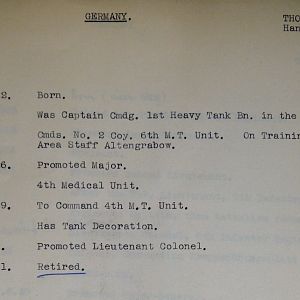 GERMANY. THO
Han
2. Born.
Was Captain Cmdg. 1st Heavy Tank Bn. in the
Cmds. No. 2 Coy. 6th M.T. Unit. On Trainin
Area Staff Altengrabow.
6. Promoted Major.
4th Medical Unit.
9. To Command 4th M.T. Unit.
Has Tank Decoration.
. Promoted Lieutenant Colonel.
1. Retired.